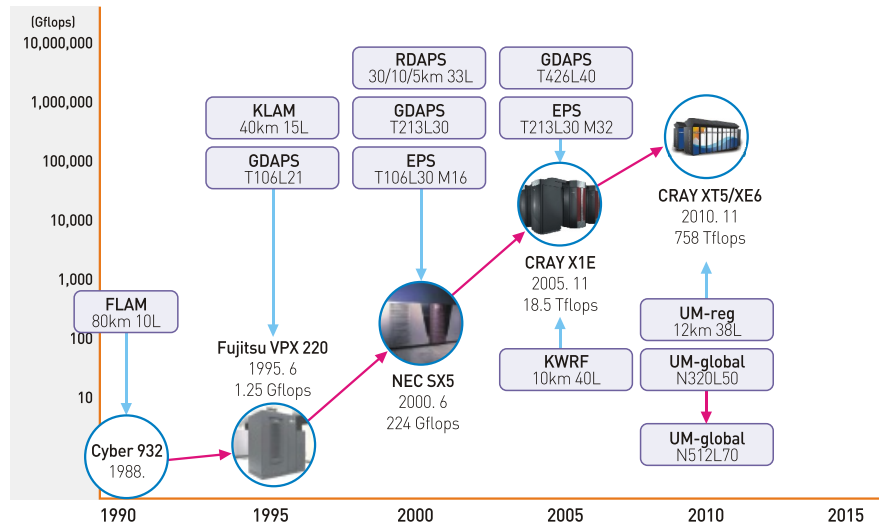 (Gflops)
10,000,000
1,000,000
100,000
10,000
1,000
100
10
FLAM
80km 10L
Cyber 932
1988.
KLAM
40km 15L
GDAPS
T106L21
Fujitsu VPX 220
1995. 6
1.25 Gflops
RDAPS
30/10/5km 33L
GDAPS
T213L30
EPS
T106L30 M16
NEC SX5
2000. 6
224 Gflops
GDAPS
T426L40
EPS
T213L30 M32
CRAY X1E
2005. 11
18.5 Tflops
KWRF
10km 40L
CRAY XT5/XE6
2010. 11
758 Tflops
UM-reg
12km 38L
UM-global
N320L50
UM-global
N512L70
1990
1995
2000
2005
2010
2015